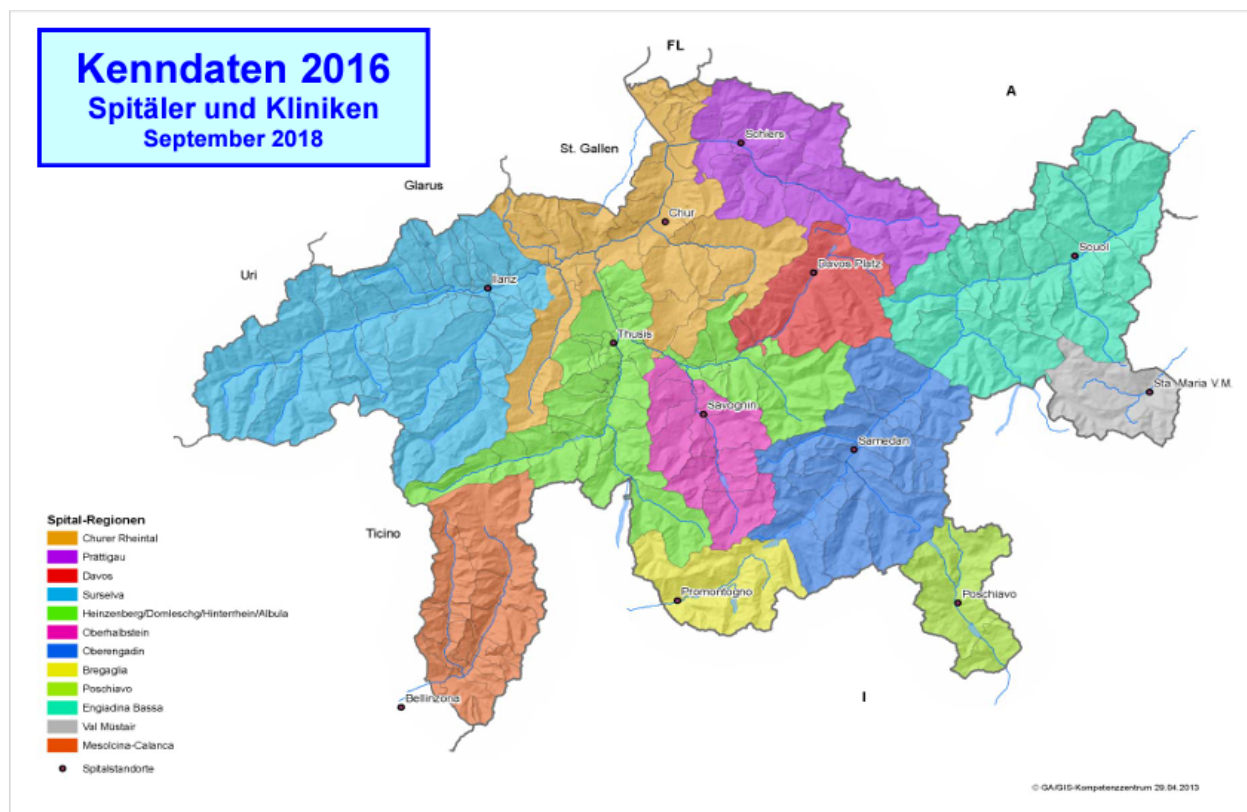 Kenndaten 2016
Spitäler und Kliniken
September 2018
FL
A
St. Gallen
Glarus
Uri
Schiers
Chur
Scuol
Davos Platz
Ilanz
Thusis
Sta. Maria V.M.
Savognin
Samedan
Ticino
Promontogno
Poschiavo
Bellinzona
I
Spital-Regionen
Churer Rheintal
Prättigau
Davos
Surselva
Heinzenberg/Domleschg/Hinterrhein/Albula
Oberhalbstein
Oberengadin
Bregaglia
Poschiavo
Engiadina Bassa
Val Müstair
Mesolcina-Calanca
Spitalstandorte
© GA/GIS-Kompetenzzentrum 29.04.2013